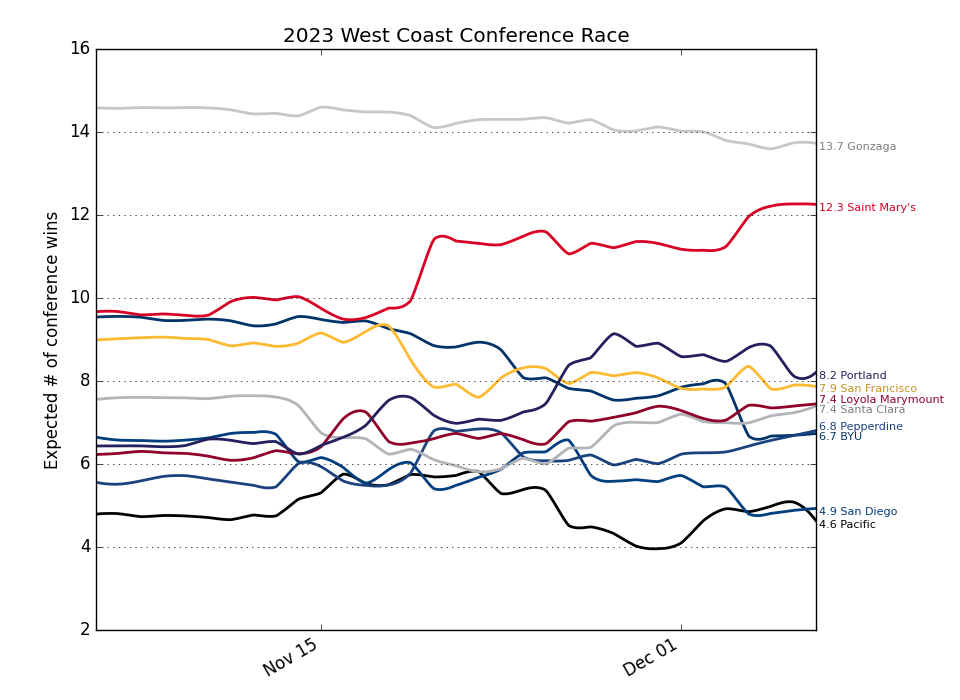 2023 West Coast Conference Race
Expected # of conference wins
16
14
12
10
8
6
4
2
Nov 15
Dec 01
13.7 Gonzaga
12.3 Saint Mary's
8.2 Portland
7.9 San Francisco
7.4 Loyola Marymount
7.4 Santa Clara
6.8 Pepperdine
6.7 BYU
4.9 San Diego
4.6 Pacific